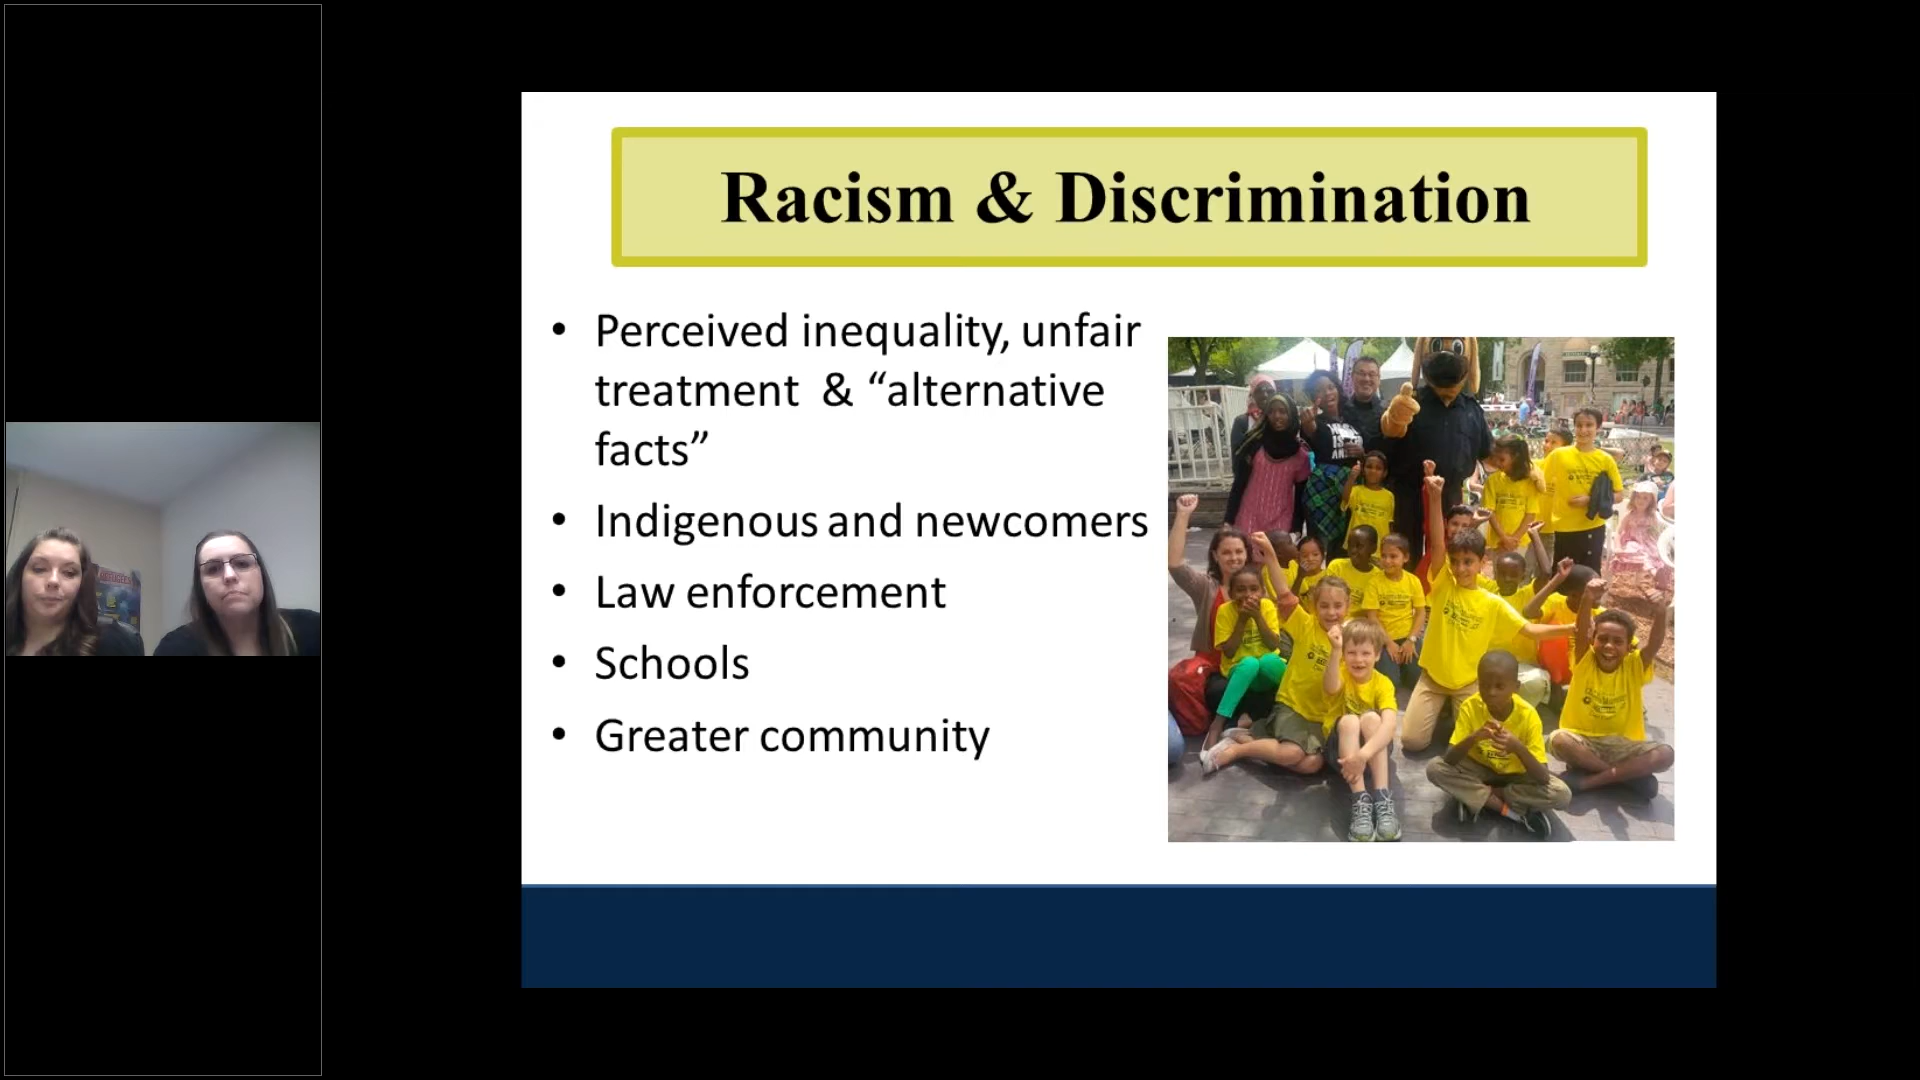 Racism & Discrimination
• Perceived inequality, unfair
treatment & “alternative
facts”
• Indigenous and newcomers
• Law enforcement
• Schools
• Greater community